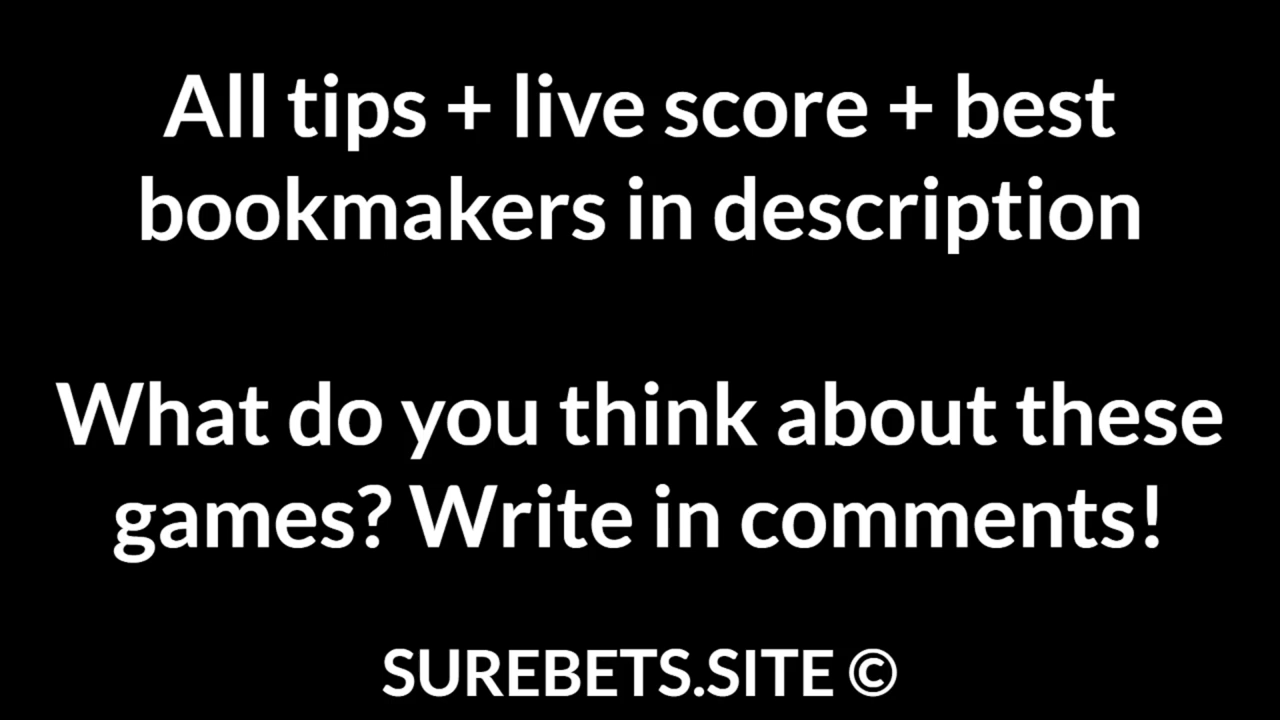 All tips + live score + best
bookmakers in description
What do you think about these
games? Write in comments!
SUREBETS.SITE ©